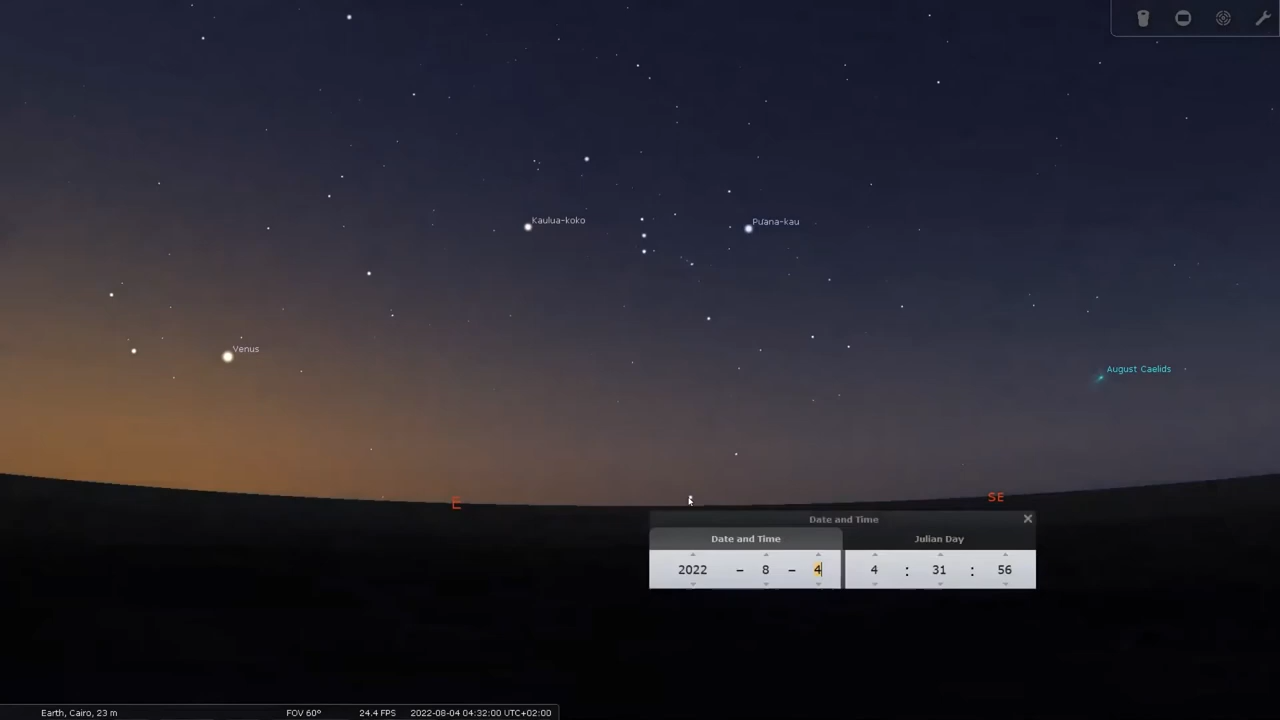 Kaulua-koko
Puana-kau
Venus
August Caelids
E
SE
Date and Time
Date and Time
Julian Day
2022 – 8 – 4
4 : 31 : 56
Earth, Cairo, 23 m
FOV 60°
24.4 FPS
2022-08-04 04:32:00 UTC+02:00